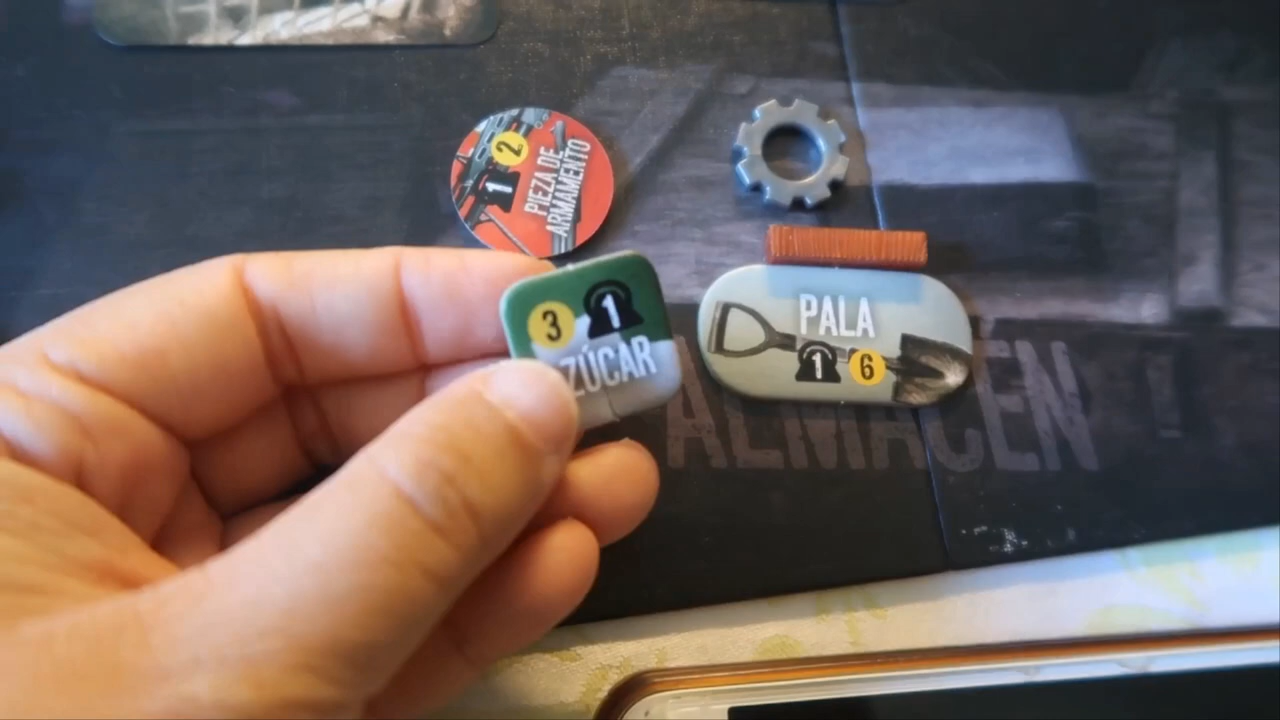 2
1
PIEZA DE
ARMAMENTO
3 1
ZÚCAR
PALA
1 6
ALMACÉN